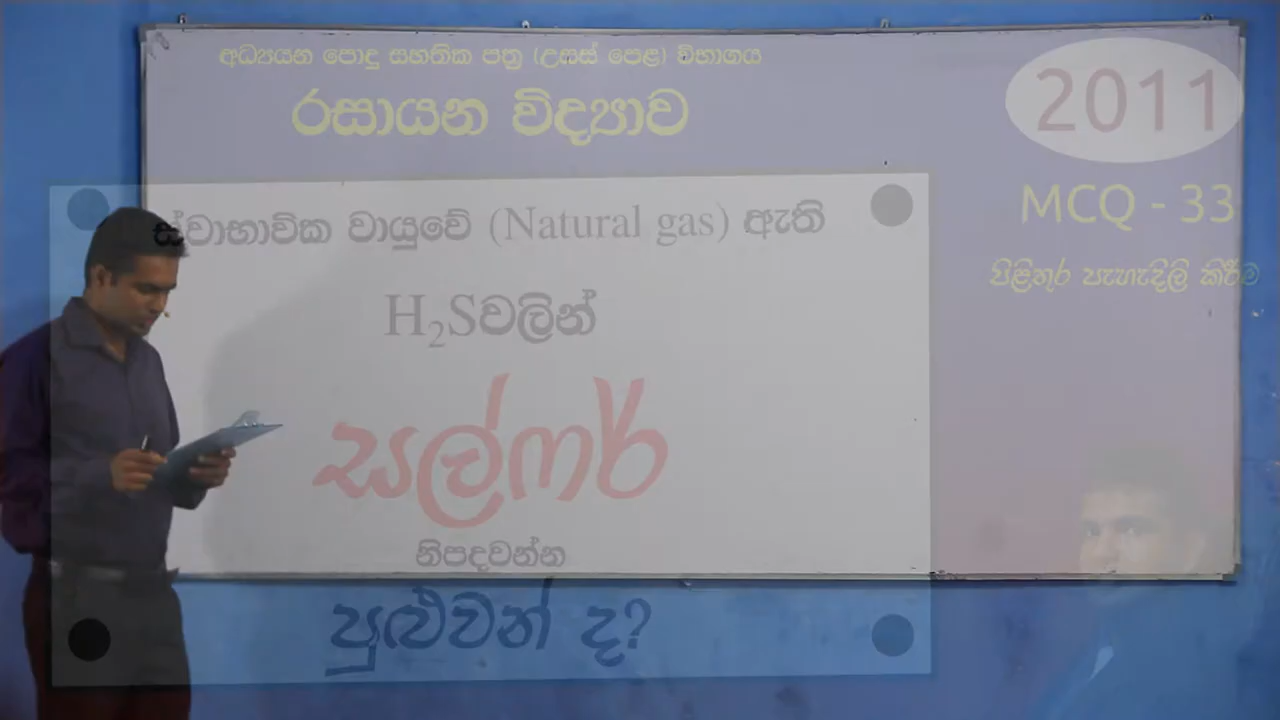 අධ්‍යයන පොදු සහතික පත්‍ර (උසස් පෙළ) විභාගය
රසායන විද්‍යාව
2011
MCQ - 33
පිළිතුර පැහැදිලි කිරීම
ස්වාභාවික වායුවේ (Natural gas) ඇති
H₂Sවලින්
සල්ෆර්
නිපදවන්න
පුළුවන් ද?